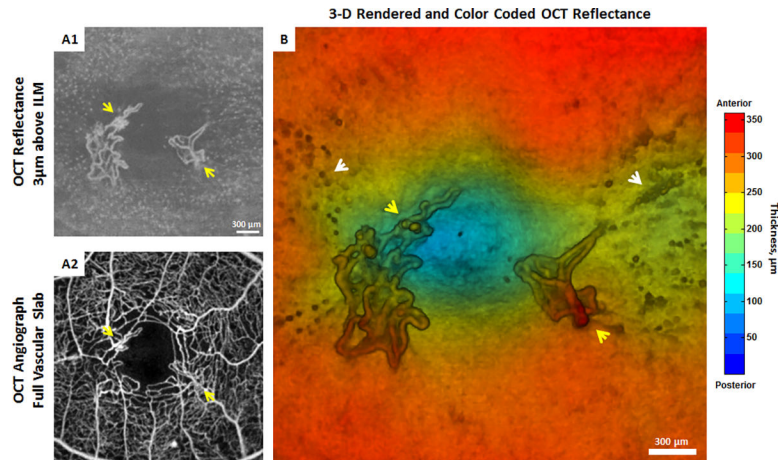 3-D Rendered and Color Coded OCT Reflectance
A1
B
OCT Reflectance
3µm above ILM
300 µm
A2
OCT Angiograph
Full Vascular Slab
300 µm
Anterior
350
300
250
200
150
100
50
Posterior
Thickness, µm